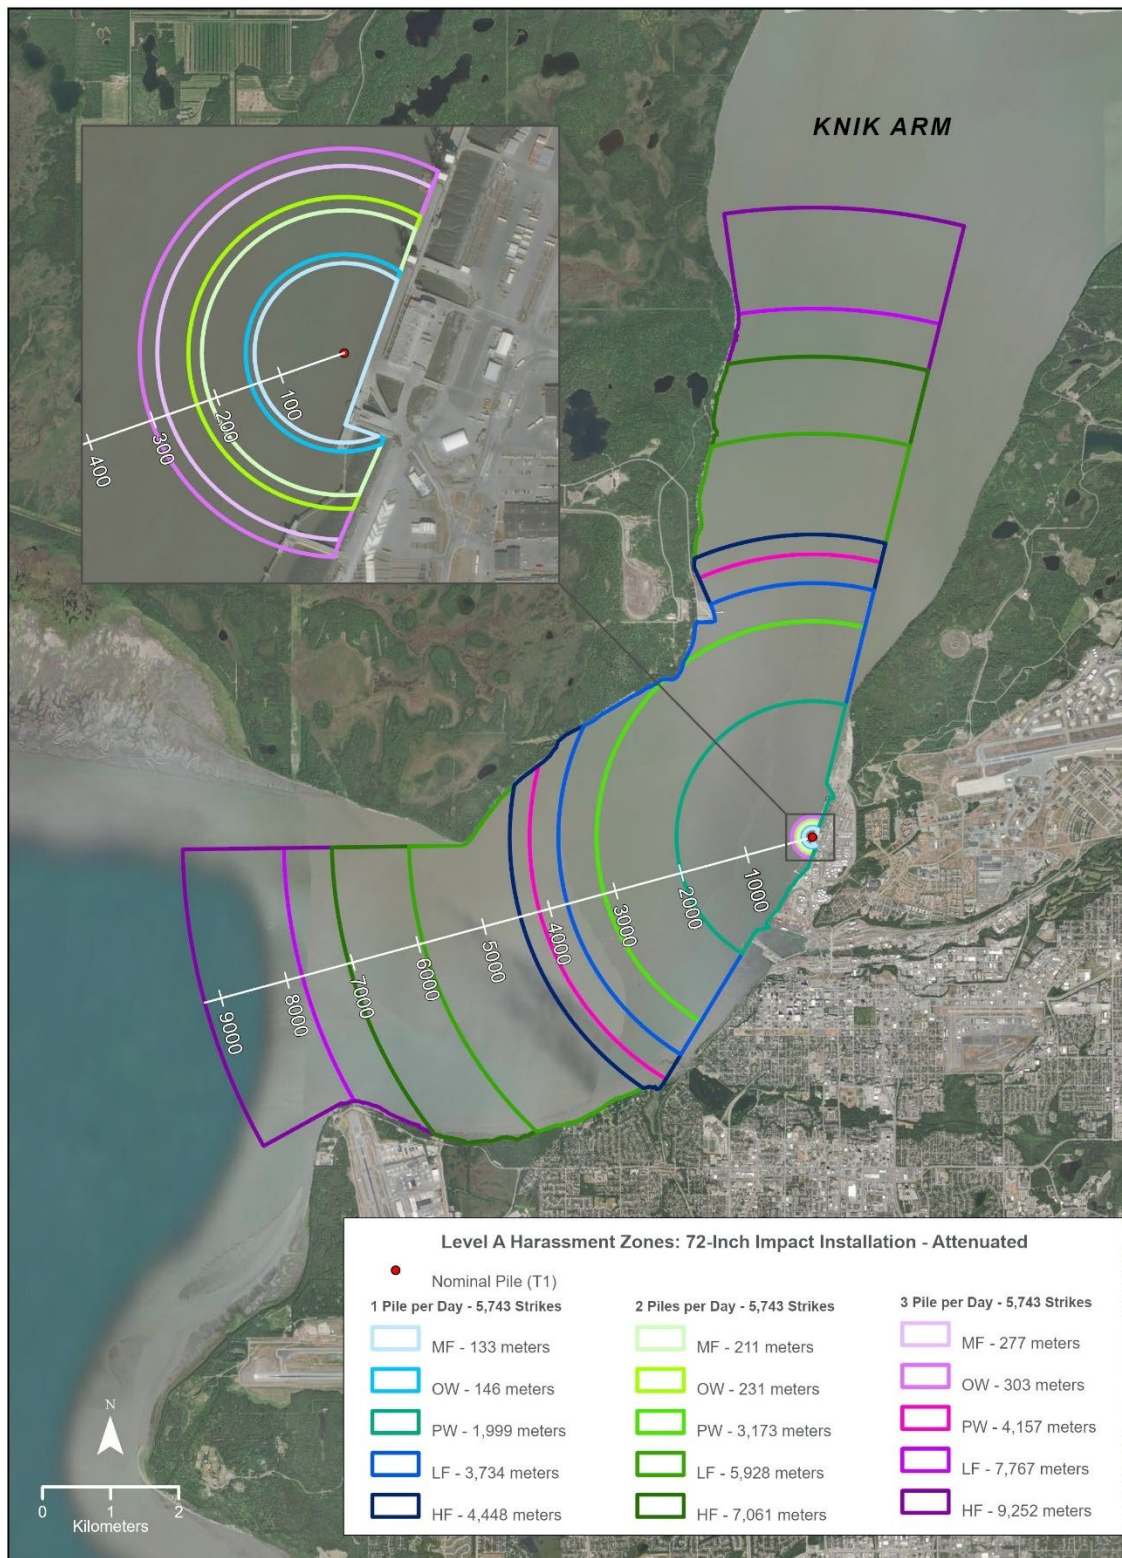 KNIK ARM
100
200
300
400
1000
2000
3000
4000
5000
6000
7000
8000
9000
Level A Harassment Zones: 72-Inch Impact Installation - Attenuated
Nominal Pile (T1)
1 Pile per Day - 5,743 Strikes
MF - 133 meters
OW - 146 meters
PW - 1,999 meters
LF - 3,734 meters
HF - 4,448 meters
2 Piles per Day - 5,743 Strikes
MF - 211 meters
OW - 231 meters
PW - 3,173 meters
LF - 5,928 meters
HF - 7,061 meters
3 Pile per Day - 5,743 Strikes
MF - 277 meters
OW - 303 meters
PW - 4,157 meters
LF - 7,767 meters
HF - 9,252 meters
N
0 1 2
Kilometers